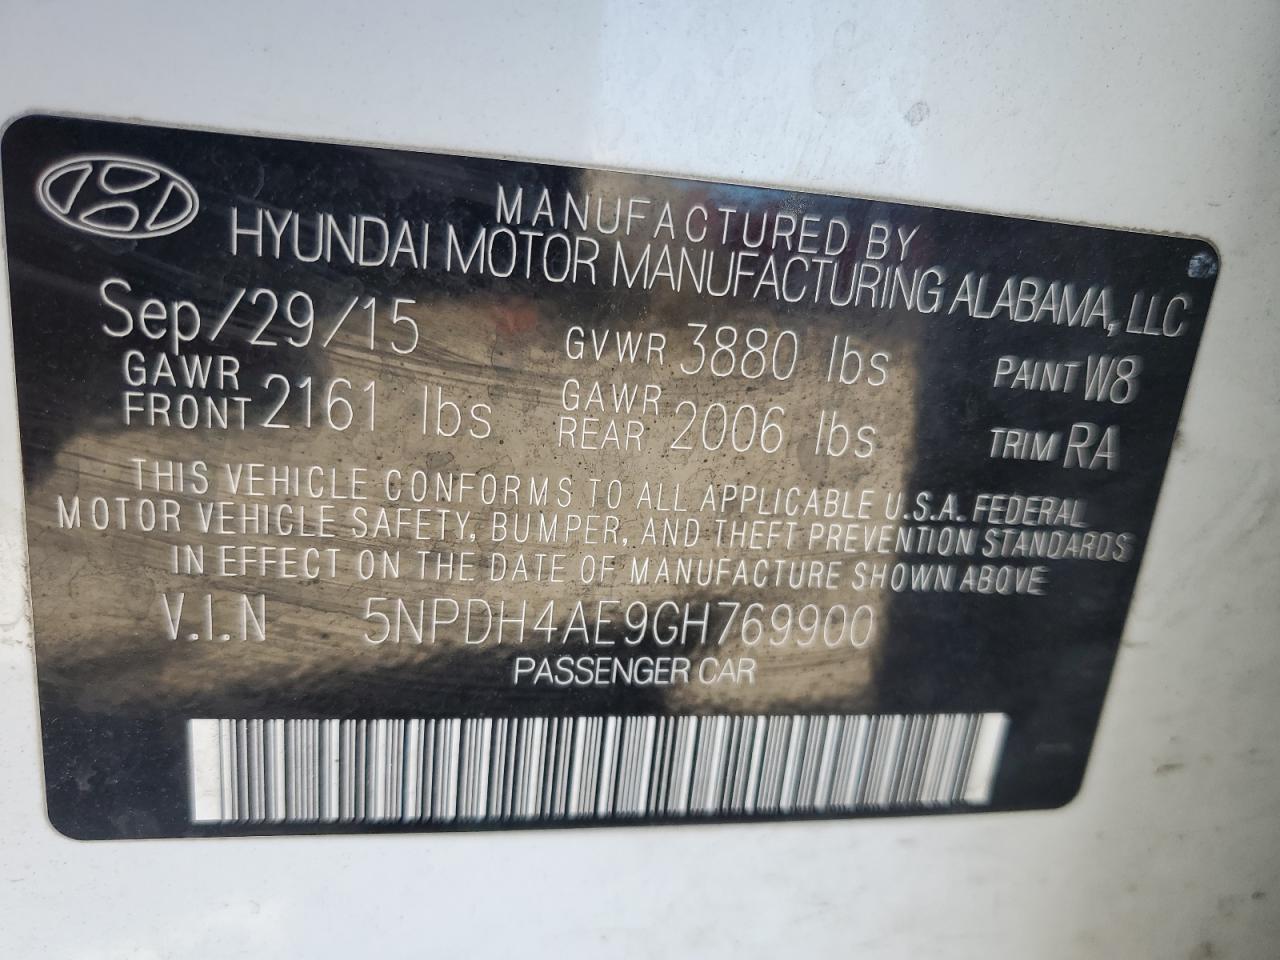 MANUFACTURED BY
HYUNDAI MOTOR MANUFACTURING ALABAMA, LLC
Sep/29/15 GVWR 3880 lbs PAINT W8
GAWR FRONT 2161 lbs GAWR REAR 2006 lbs TRIM RA
THIS VEHICLE CONFORMS TO ALL APPLICABLE U.S.A. FEDERAL
MOTOR VEHICLE SAFETY, BUMPER, AND THEFT PREVENTION STANDARDS
IN EFFECT ON THE DATE OF MANUFACTURE SHOWN ABOVE
V.I.N 5NPDH4AE9GH769900
PASSENGER CAR